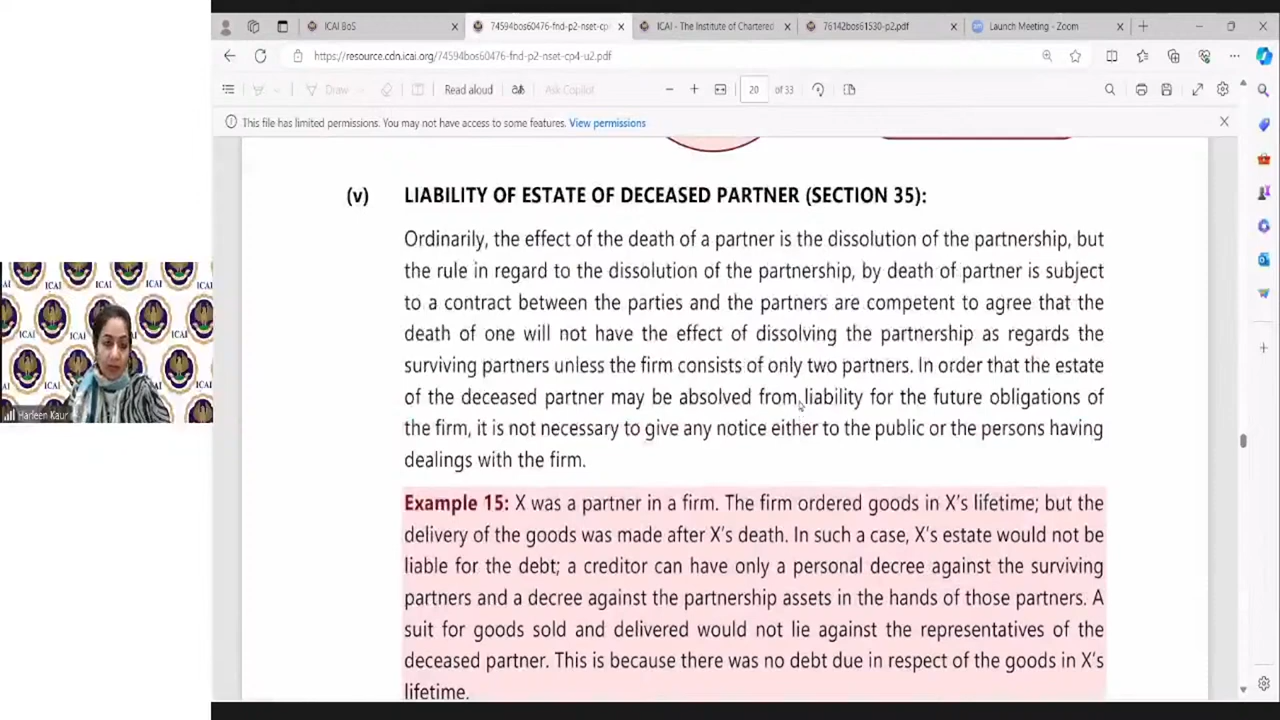 ICAI BoS
74594bos60476-fnd-p2-nset-cp
ICAI - The Institute of Chartered
76142bos61530-p2.pdf
Launch Meeting - Zoom
https://resource.cdn.icai.org/74594bos60476-fnd-p2-nset-cp4-u2.pdf
Draw
Read aloud
Ask Copilot
20 of 33
This file has limited permissions. You may not have access to some features. View permissions
(v) LIABILITY OF ESTATE OF DECEASED PARTNER (SECTION 35):
Ordinarily, the effect of the death of a partner is the dissolution of the partnership, but
the rule in regard to the dissolution of the partnership, by death of partner is subject
to a contract between the parties and the partners are competent to agree that the
death of one will not have the effect of dissolving the partnership as regards the
surviving partners unless the firm consists of only two partners. In order that the estate
of the deceased partner may be absolved from liability for the future obligations of
the firm, it is not necessary to give any notice either to the public or the persons having
dealings with the firm.
Example 15: X was a partner in a firm. The firm ordered goods in X's lifetime; but the
delivery of the goods was made after X's death. In such a case, X's estate would not be
liable for the debt; a creditor can have only a personal decree against the surviving
partners and a decree against the partnership assets in the hands of those partners. A
suit for goods sold and delivered would not lie against the representatives of the
deceased partner. This is because there was no debt due in respect of the goods in X's
lifetime.
ICAI
ICAI
ICAI
Harleen Kaur